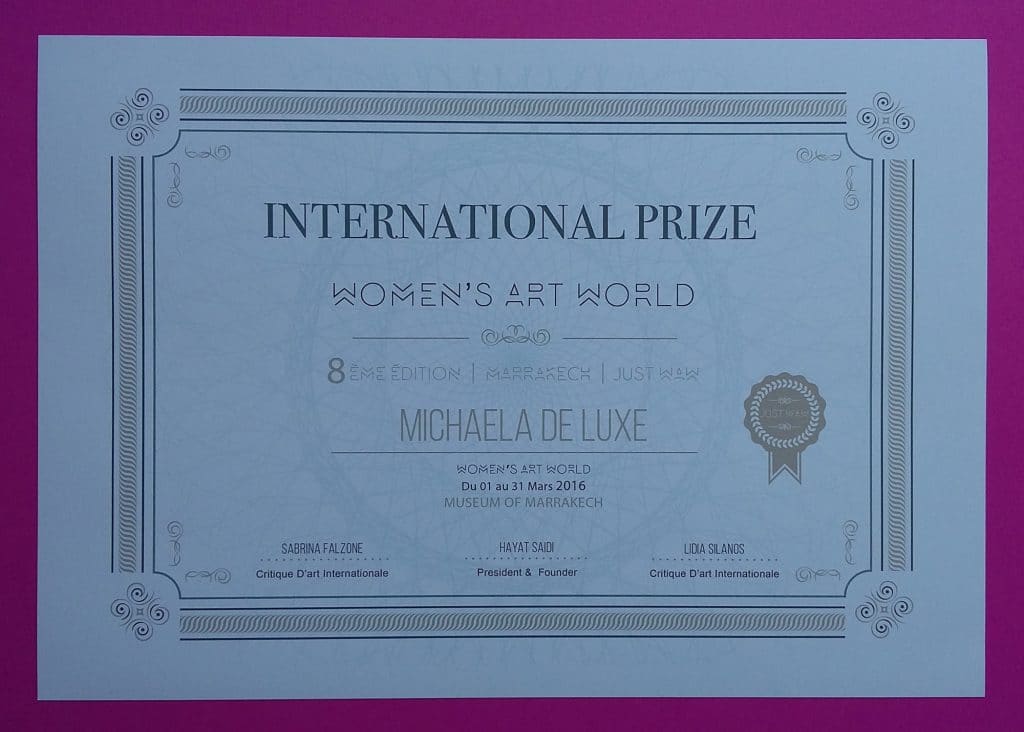 INTERNATIONAL PRIZE
WOMEN'S ART WORLD
8ÈME ÉDITION | MARRAKECH | JUST WAW
MICHAELA DE LUXE
JUST WAW
WOMEN'S ART WORLD
Du 01 au 31 Mars 2016
MUSEUM OF MARRAKECH
SABRINA FALZONE
Critique D'art Internationale
HAYAT SAIDI
President & Founder
LIDIA SILANOS
Critique D'art Internationale